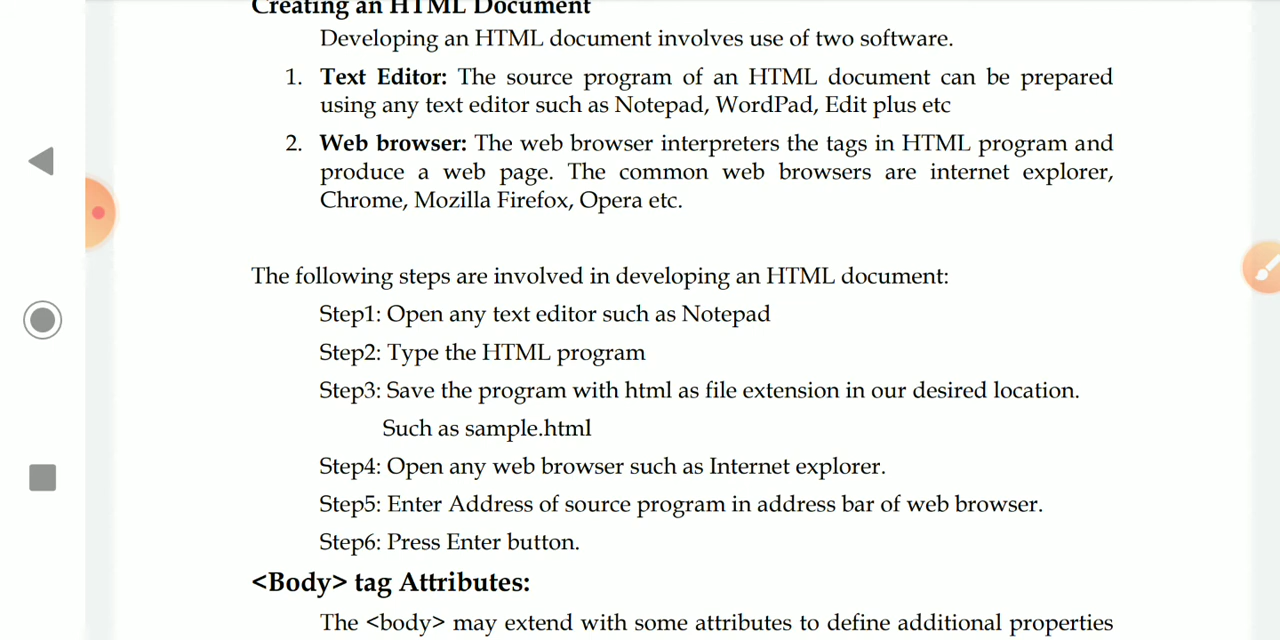 Creating an HTML Document
Developing an HTML document involves use of two software.
1. Text Editor: The source program of an HTML document can be prepared
using any text editor such as Notepad, WordPad, Edit plus etc
2. Web browser: The web browser interpreters the tags in HTML program and
produce a web page. The common web browsers are internet explorer,
Chrome, Mozilla Firefox, Opera etc.
The following steps are involved in developing an HTML document:
Step1: Open any text editor such as Notepad
Step2: Type the HTML program
Step3: Save the program with html as file extension in our desired location.
Such as sample.html
Step4: Open any web browser such as Internet explorer.
Step5: Enter Address of source program in address bar of web browser.
Step6: Press Enter button.
<Body> tag Attributes:
The <body> may extend with some attributes to define additional properties